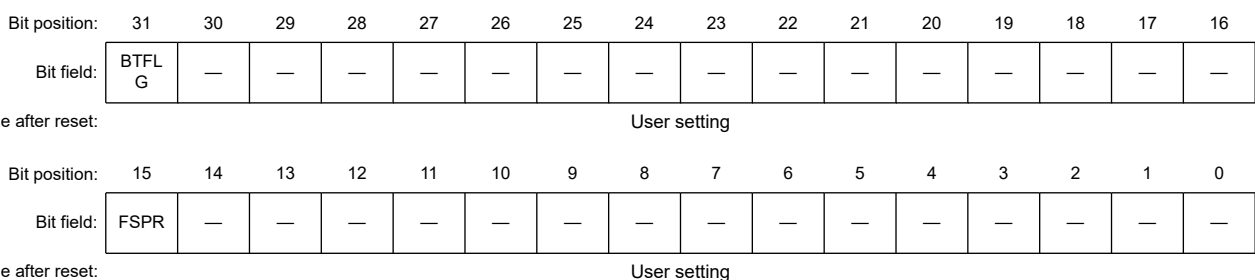 Bit position: 31 30 29 28 27 26 25 24 23 22 21 20 19 18 17 16
Bit field: BTFL
G — — — — — — — — — — — — — — —
e after reset: User setting
Bit position: 15 14 13 12 11 10 9 8 7 6 5 4 3 2 1 0
Bit field: FSPR — — — — — — — — — — — — — — —
e after reset: User setting